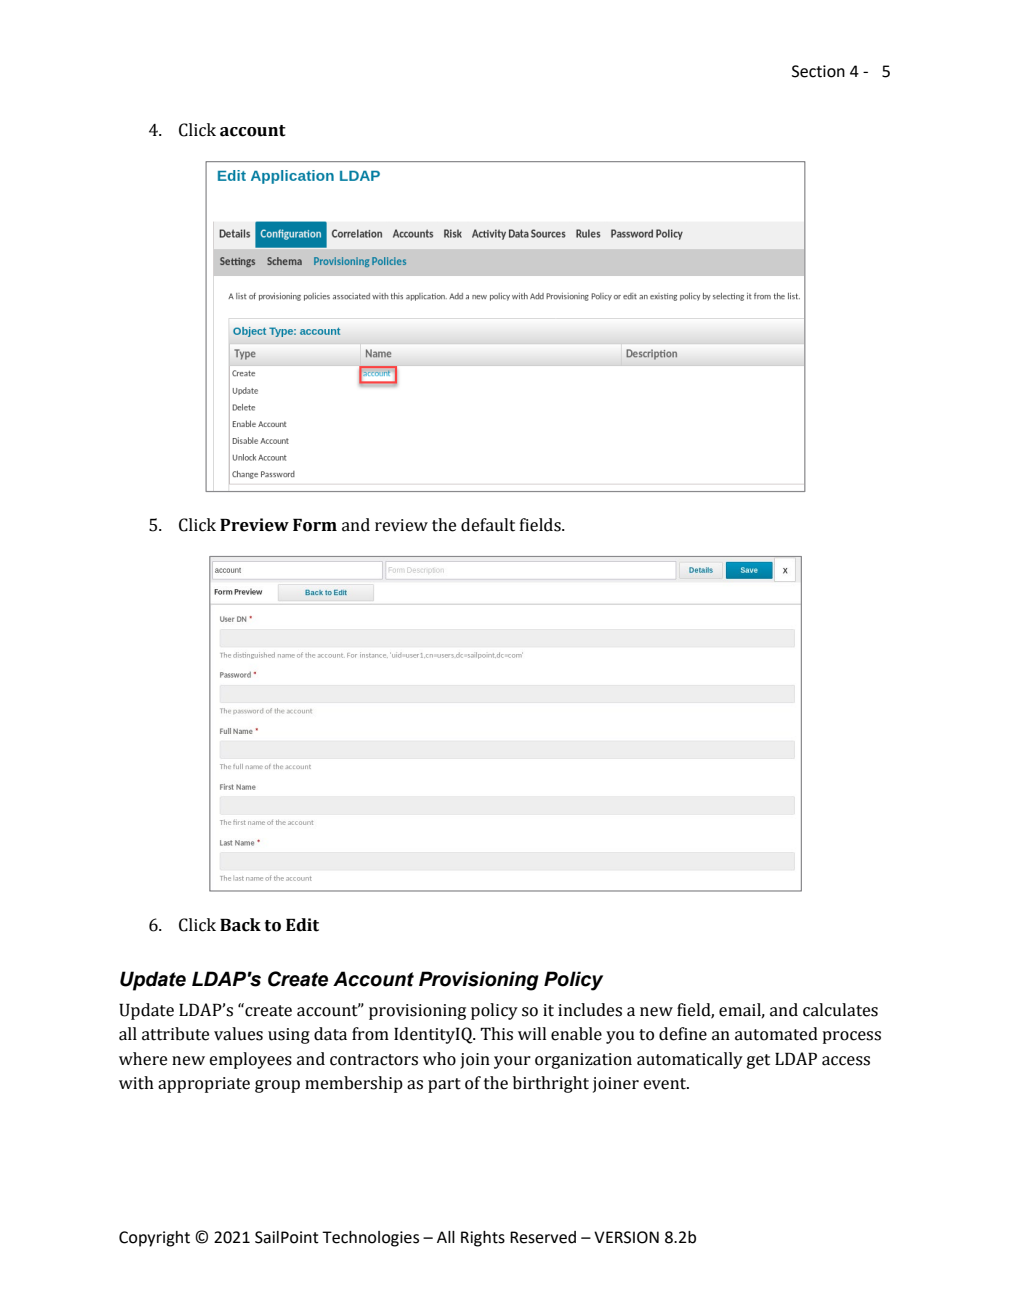 Section 4 - 5
4. Click account
Edit Application LDAP
Details Configuration Correlation Accounts Risk Activity Data Sources Rules Password Policy
Settings Schema Provisioning Policies
A list of provisioning policies associated with this application. Add a new policy with Add Provisioning Policy or edit an existing policy by selecting it from the list.
Object Type: account
Type Name Description
Create account
Update
Delete
Enable Account
Disable Account
Unlock Account
Change Password
5. Click Preview Form and review the default fields.
account Form Description Details Save X
Form Preview Back to Edit
User DN *
The distinguished name of the account. For instance, 'uid=user1,cn=users,dc=sailpoint,dc=com'
Password *
The password of the account
Full Name *
The full name of the account
First Name
The first name of the account
Last Name *
The last name of the account
6. Click Back to Edit
Update LDAP's Create Account Provisioning Policy
Update LDAP’s “create account” provisioning policy so it includes a new field, email, and calculates
all attribute values using data from IdentityIQ. This will enable you to define an automated process
where new employees and contractors who join your organization automatically get LDAP access
with appropriate group membership as part of the birthright joiner event.
Copyright © 2021 SailPoint Technologies – All Rights Reserved – VERSION 8.2b